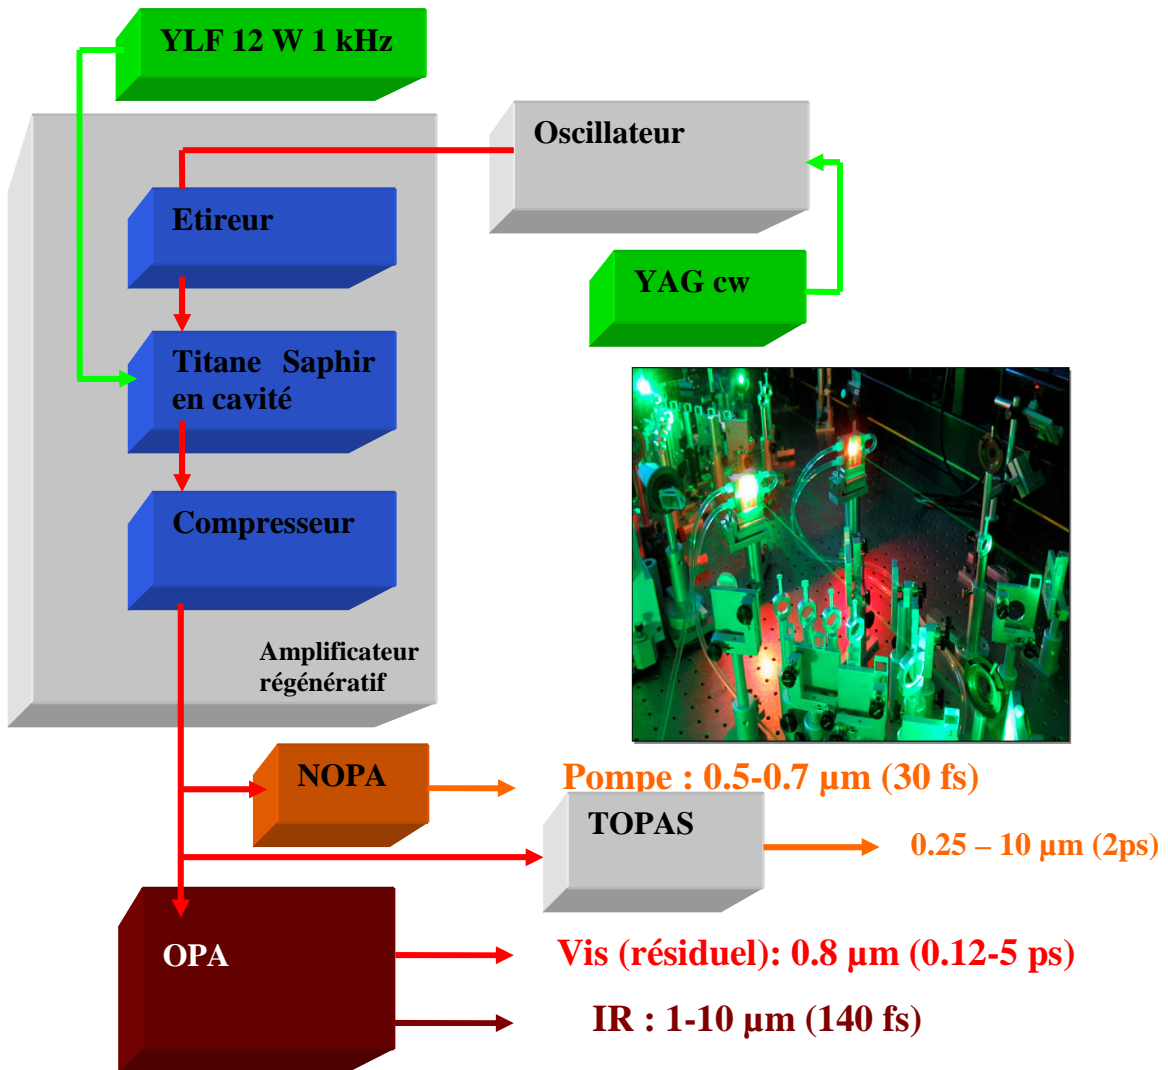 YLF 12 W 1 kHz
Oscillateur
Etireur
YAG cw
Titane Saphir
en cavité
Compresseur
Amplificateur
régénératif
NOPA
Pompe : 0.5-0.7 µm (30 fs)
TOPAS
0.25 – 10 µm (2ps)
OPA
Vis (résiduel): 0.8 µm (0.12-5 ps)
IR : 1-10 µm (140 fs)